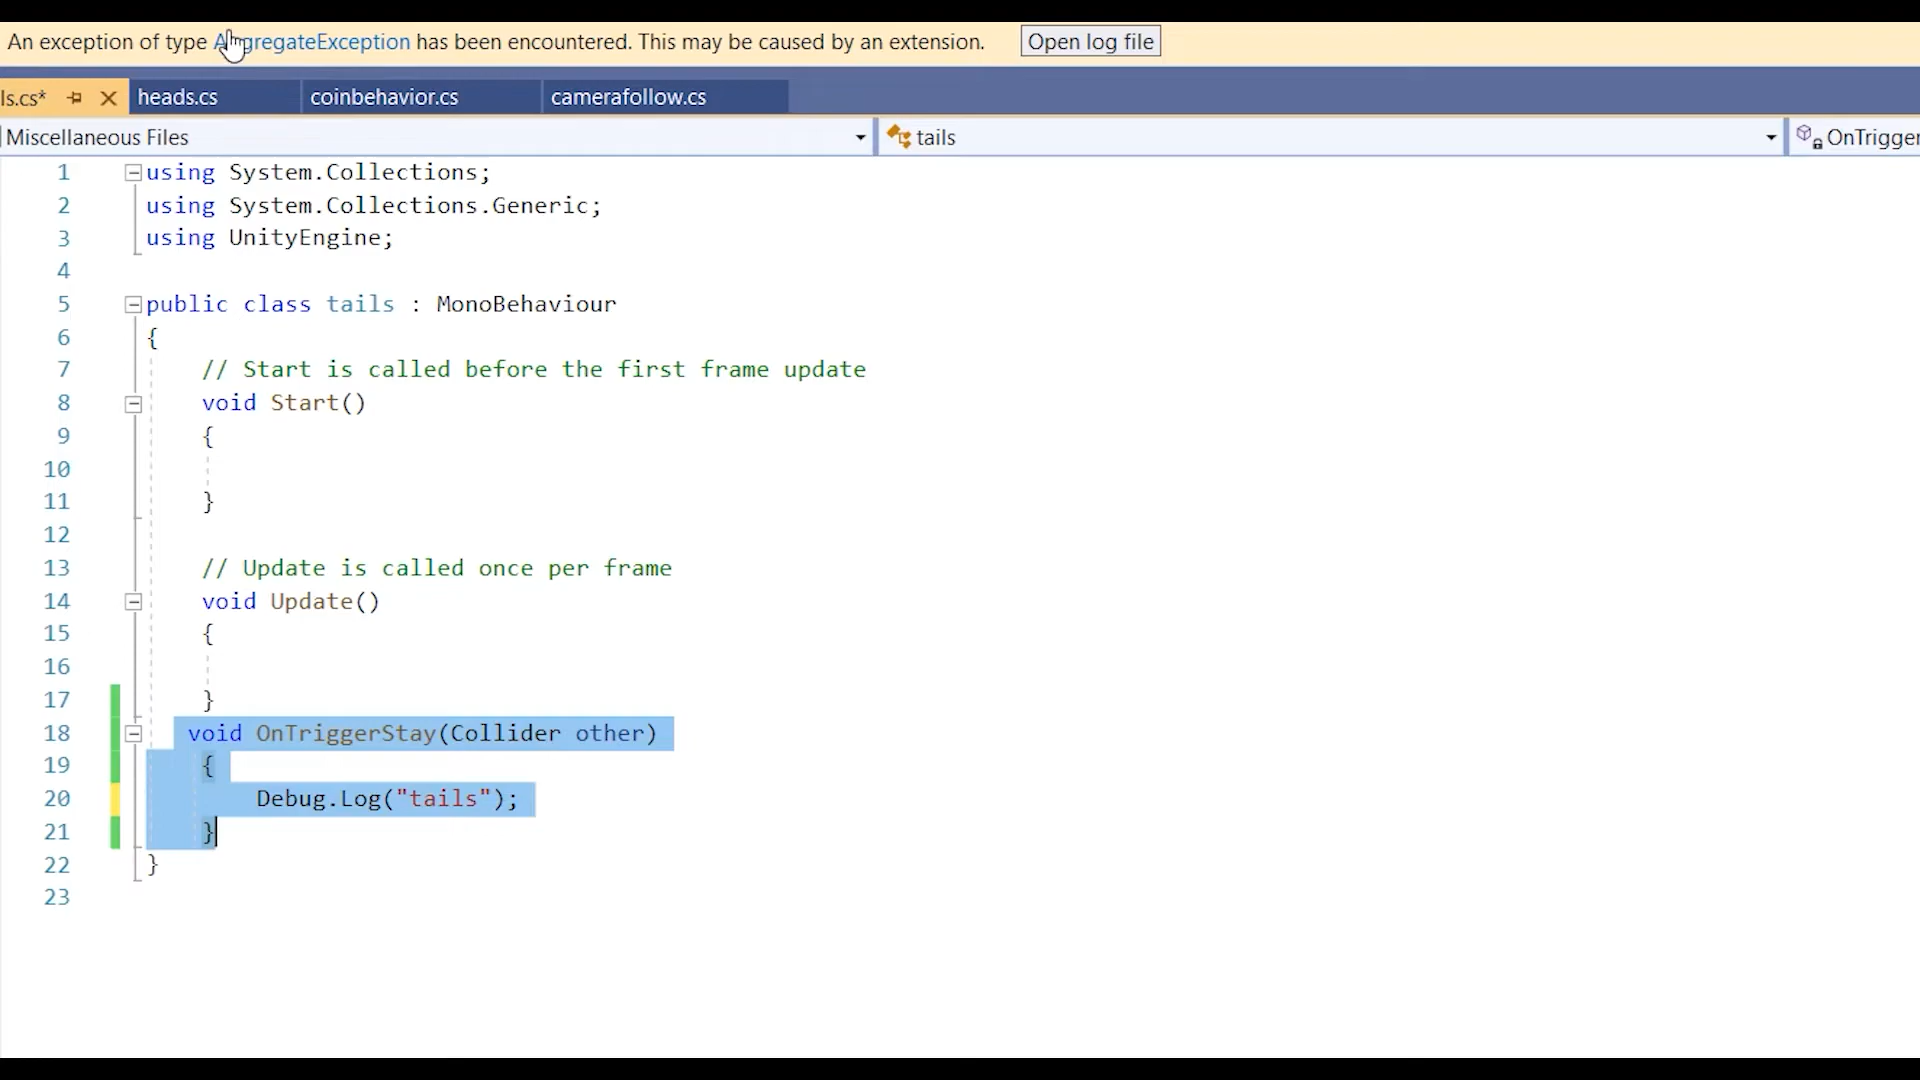 An exception of type AggregateException has been encountered. This may be caused by an extension. Open log file
ls.cs* heads.cs coinbehavior.cs camerafollow.cs
Miscellaneous Files tails OnTrigger
1 using System.Collections;
2 using System.Collections.Generic;
3 using UnityEngine;
4
5 public class tails : MonoBehaviour
6 {
7 // Start is called before the first frame update
8 void Start()
9 {
10
11 }
12
13 // Update is called once per frame
14 void Update()
15 {
16
17 }
18 void OnTriggerStay(Collider other)
19 {
20 Debug.Log("tails");
21 }
22 }
23